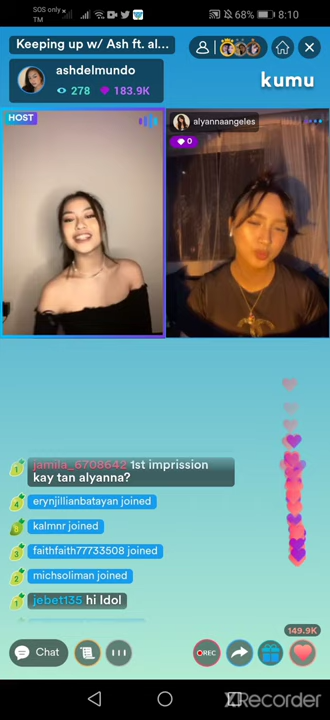 SOS only
TM
68% 8:10
Keeping up w/ Ash ft. al...
ashdelmundo
278 183.9K
kumu
HOST
alyannaangeles
0
jamila_6708642 1st imprission
kay tan alyanna?
erynjillianbatayan joined
kalmnr joined
faithfaith77733508 joined
michsoliman joined
jebet135 hi Idol
149.9K
Chat
REC
XRecorder